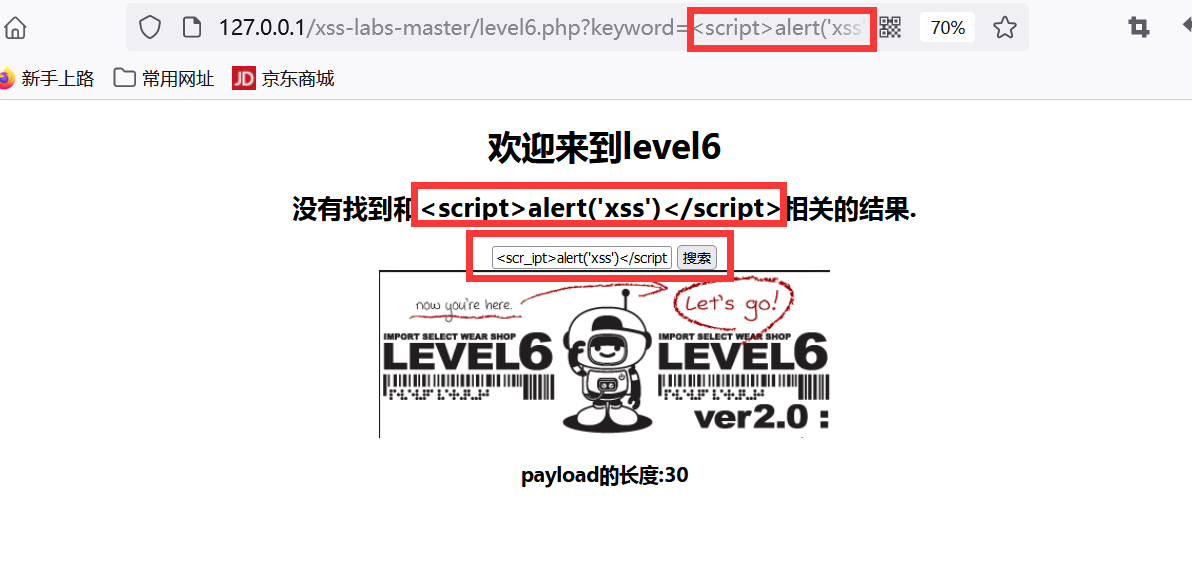 127.0.0.1/xss-labs-master/level6.php?keyword=<script>alert('xss'
70%
新手上路 常用网址 JD 京东商城
欢迎来到level6
没有找到和<script>alert('xss')</script>相关的结果.
<scr_ipt>alert('xss')</script 搜索
now you're here. Let's go!
IMPORT SELECT WEAR SHOP IMPORT SELECT WEAR SHOP
LEVEL6 LEVEL6
ver2.0 :
payload的长度:30